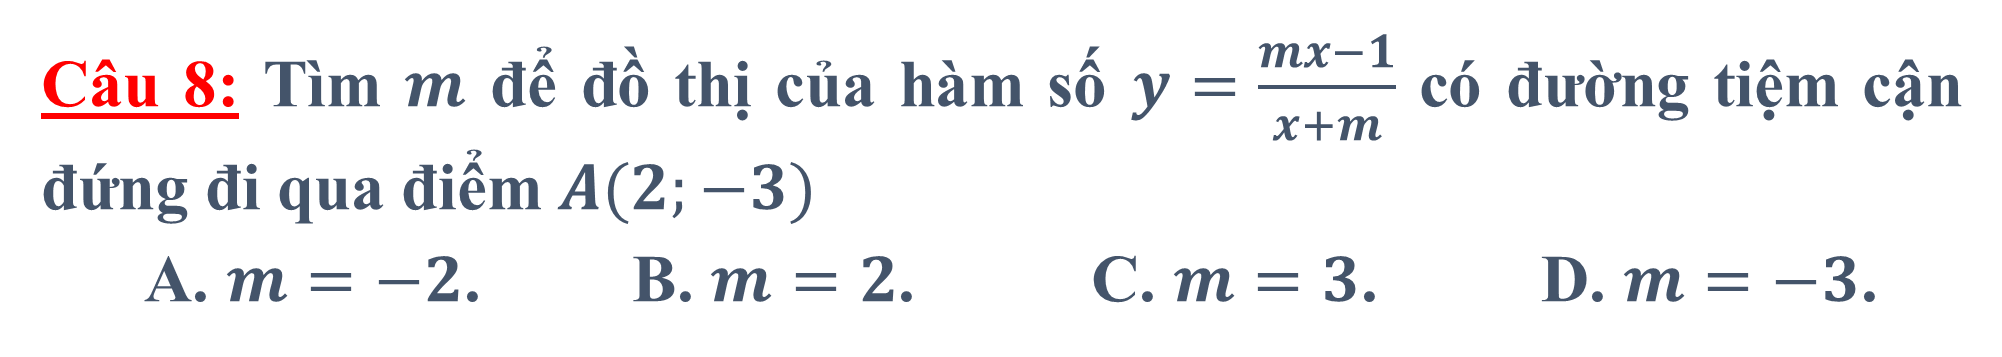 Câu 8: Tìm m để đồ thị của hàm số y = \frac{mx-1}{x+m} có đường tiệm cận
đứng đi qua điểm A(2; −3)
A. m = −2. B. m = 2. C. m = 3. D. m = −3.